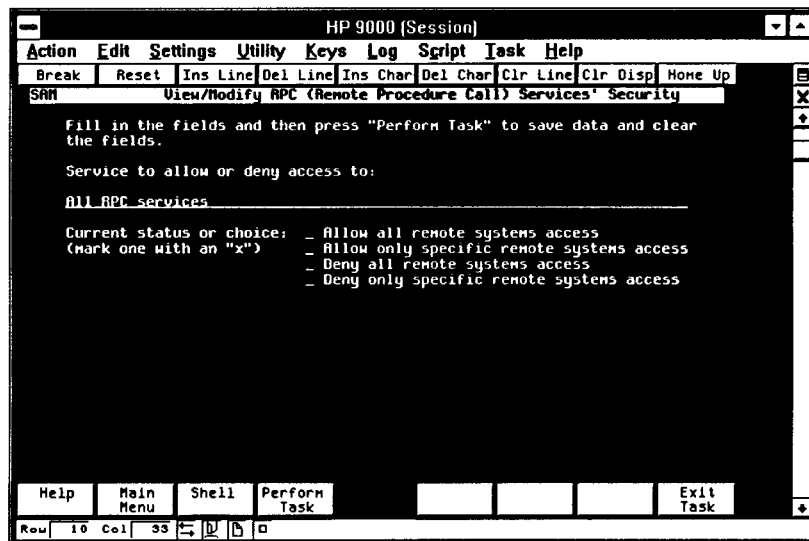 HP 9000 (Session)
Action Edit Settings Utility Keys Log Script Task Help
Break Reset Ins Line Del Line Ins Char Del Char Clr Line Clr Disp Home Up
SAM View/Modify RPC (Remote Procedure Call) Services' Security
Fill in the fields and then press "Perform Task" to save data and clear
the fields.
Service to allow or deny access to:
All RPC services
Current status or choice: _ Allow all remote systems access
(mark one with an "x") _ Allow only specific remote systems access
_ Deny all remote systems access
_ Deny only specific remote systems access
Help Main Menu Shell Perform Task Exit Task
Row 10 Col 33